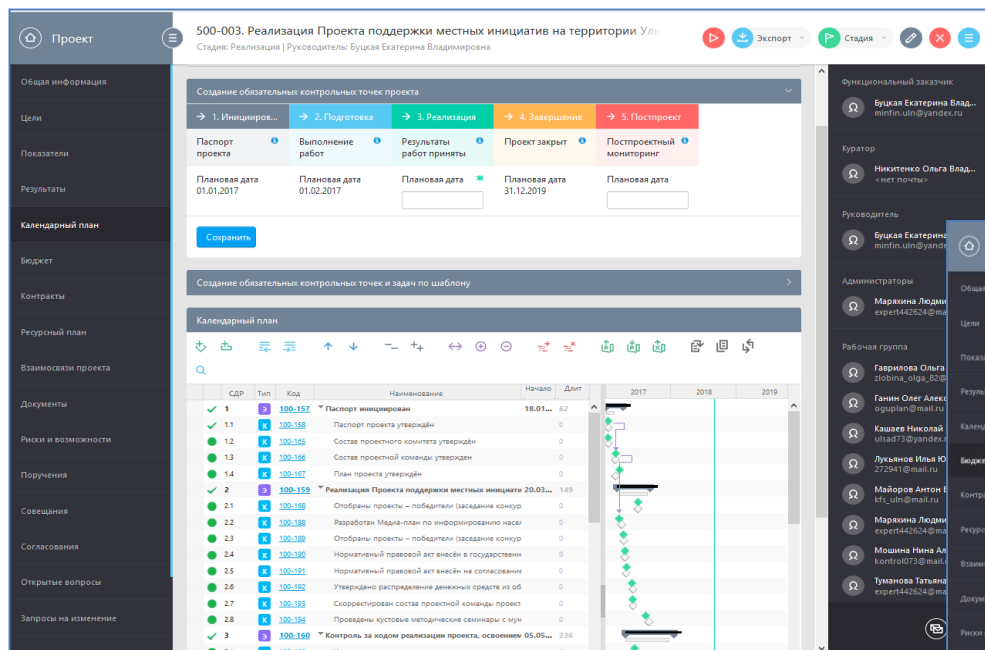 Проект
500-003. Реализация Проекта поддержки местных инициатив на территории
Стадия: Реализация | Руководитель: Буцкая Екатерина Владимировна
Экспорт
Стадия
Общая информация
Цели
Показатели
Результаты
Календарный план
Бюджет
Контракты
Ресурсный план
Взаимосвязи проекта
Документы
Риски и возможности
Поручения
Совещания
Согласования
Открытые вопросы
Запросы на изменение
Создание обязательных контрольных точек проекта
1. Иницииров... 2. Подготовка 3. Реализация 4. Завершение 5. Постпроект
Паспорт проекта
Выполнение работ
Результаты работ приняты
Проект закрыт
Постпроектный мониторинг
Плановая дата 01.01.2017
Плановая дата 01.02.2017
Плановая дата *
Плановая дата 31.12.2019
Плановая дата
Сохранить
Создание обязательных контрольных точек и задач по шаблону
Календарный план
СДР Тип Код Наименование Начало Длит 2017 2018 2019
1 Э 100-157 Паспорт инициирован 18.01... 62
1.1 К 100-158 Паспорт проекта утверждён 0
1.2 К 100-165 Состав проектного комитета утверждён 0
1.3 К 100-166 Состав проектной команды утвержден 0
1.4 К 100-167 План проекта утверждён 0
2 Э 100-159 Реализация Проекта поддержки местных инициати 20.03... 149
2.1 К 100-168 Отобраны проекты – победители (заседание конкур 0
2.2 К 100-188 Разработан Медиа-план по информированию насел 0
2.3 К 100-189 Отобраны проекты – победители (заседание конкур 0
2.4 К 100-190 Нормативный правовой акт внесён в государственн 0
2.5 К 100-191 Нормативный правовой акт внесён на согласовани 0
2.6 К 100-192 Утверждено распределение денежных средств из об 0
2.7 К 100-193 Скорректирован состав проектной команды проект. 0
2.8 К 100-194 Проведены кустовые методические семинары с мун 0
3 Э 100-160 Контроль за ходом реализации проекта, освоением 05.05... 236
Функциональный заказчик
Буцкая Екатерина Влад...
minfin.uln@yandex.ru
Куратор
Никитенко Ольга Влад...
<нет почты>
Руководитель
Буцкая Екатерина
minfin.uln@yande
Администраторы
Маряхина Людми
expert442624@ma
Рабочая группа
Гаврилова Ольга
zlobina_olga_82@
Ганин Олег Алекс
oguplan@mail.ru
Кашаев Николай
ulsad73@yandex.r
Лукьянов Илья Ю
272941@mail.ru
Майоров Антон Е
kfs_uln@mail.ru
Маряхина Людми
expert442624@ma
Мошина Нина Ал
kontrol073@mail.r
Туманова Татьяна
expert442624@ma
Общая
Цели
Показа
Резуль
Календ
Бюдже
Контра
Ресурс
Взаимо
Докум
Риски